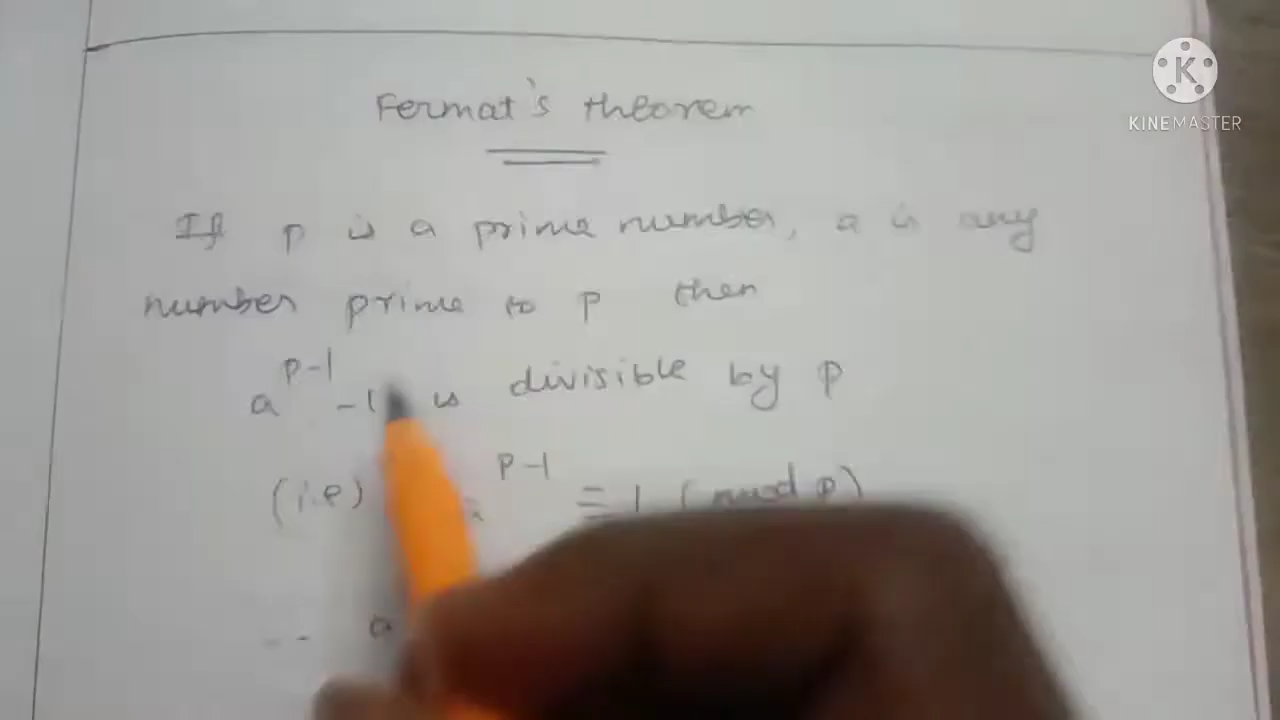 Fermat's theorem
If p is a prime number, a is any
number prime to p then
a^{p-1} -1 is divisible by p
(i.e) a^{p-1} ≡ 1 (mod p)
a
KINEMASTER